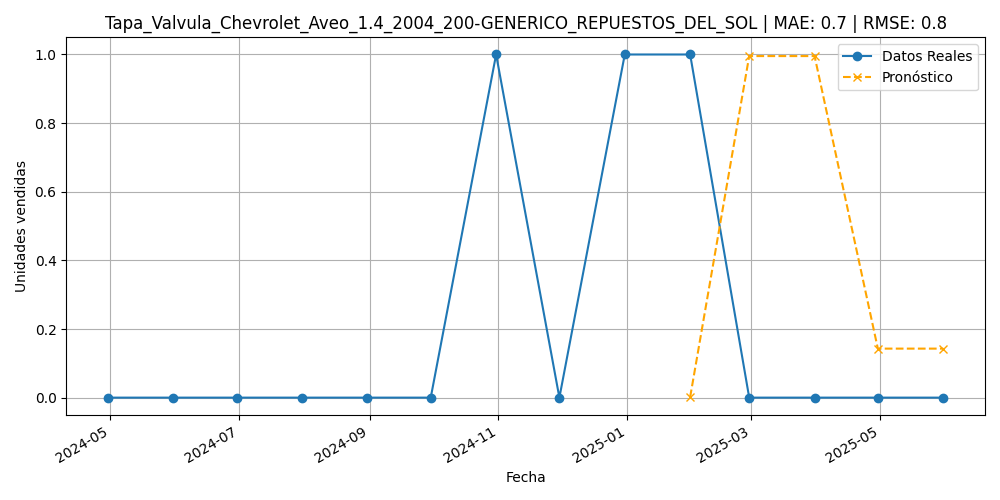 Tapa_Valvula_Chevrolet_Aveo_1.4_2004_200-GENERICO_REPUESTOS_DEL_SOL | MAE: 0.7 | RMSE: 0.8
Datos Reales
Pronóstico
Unidades vendidas
1.0
0.8
0.6
0.4
0.2
0.0
2024-05
2024-07
2024-09
2024-11
2025-01
2025-03
2025-05
Fecha